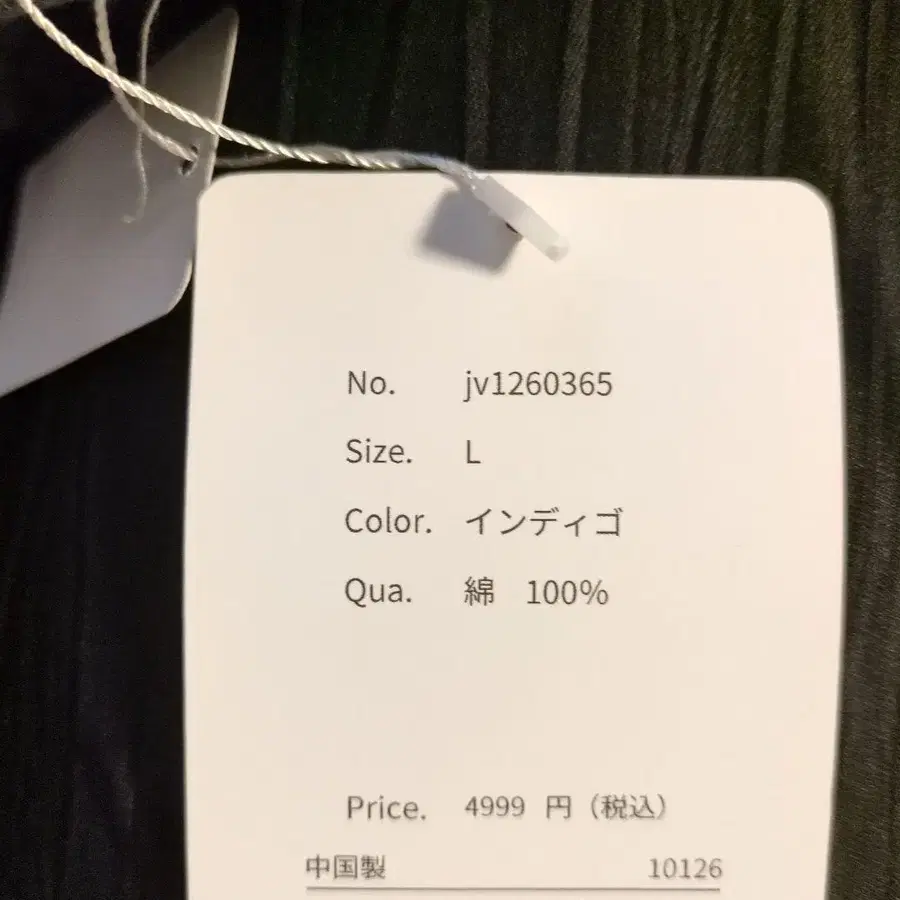 No. jv1260365
Size. L
Color. インディゴ
Qua. 綿 100%
Price. 4999 円（税込）
中国製 10126